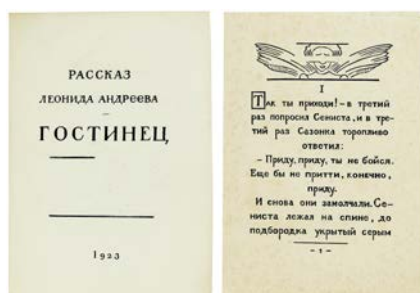 РАССКАЗ
ЛЕОНИДА АНДРЕЕВА
ГОСТИНЕЦ
1923
I
Так ты приходи! – в третий
раз попросил Сениста, и в тре-
тий раз Сазонка торопливо
ответил:
– Приду, приду, ты не бойся.
Еще бы не притти, конечно,
приду.
И снова они замолчали. Се-
ниста лежал на спине, до
подбородка укрытый серым